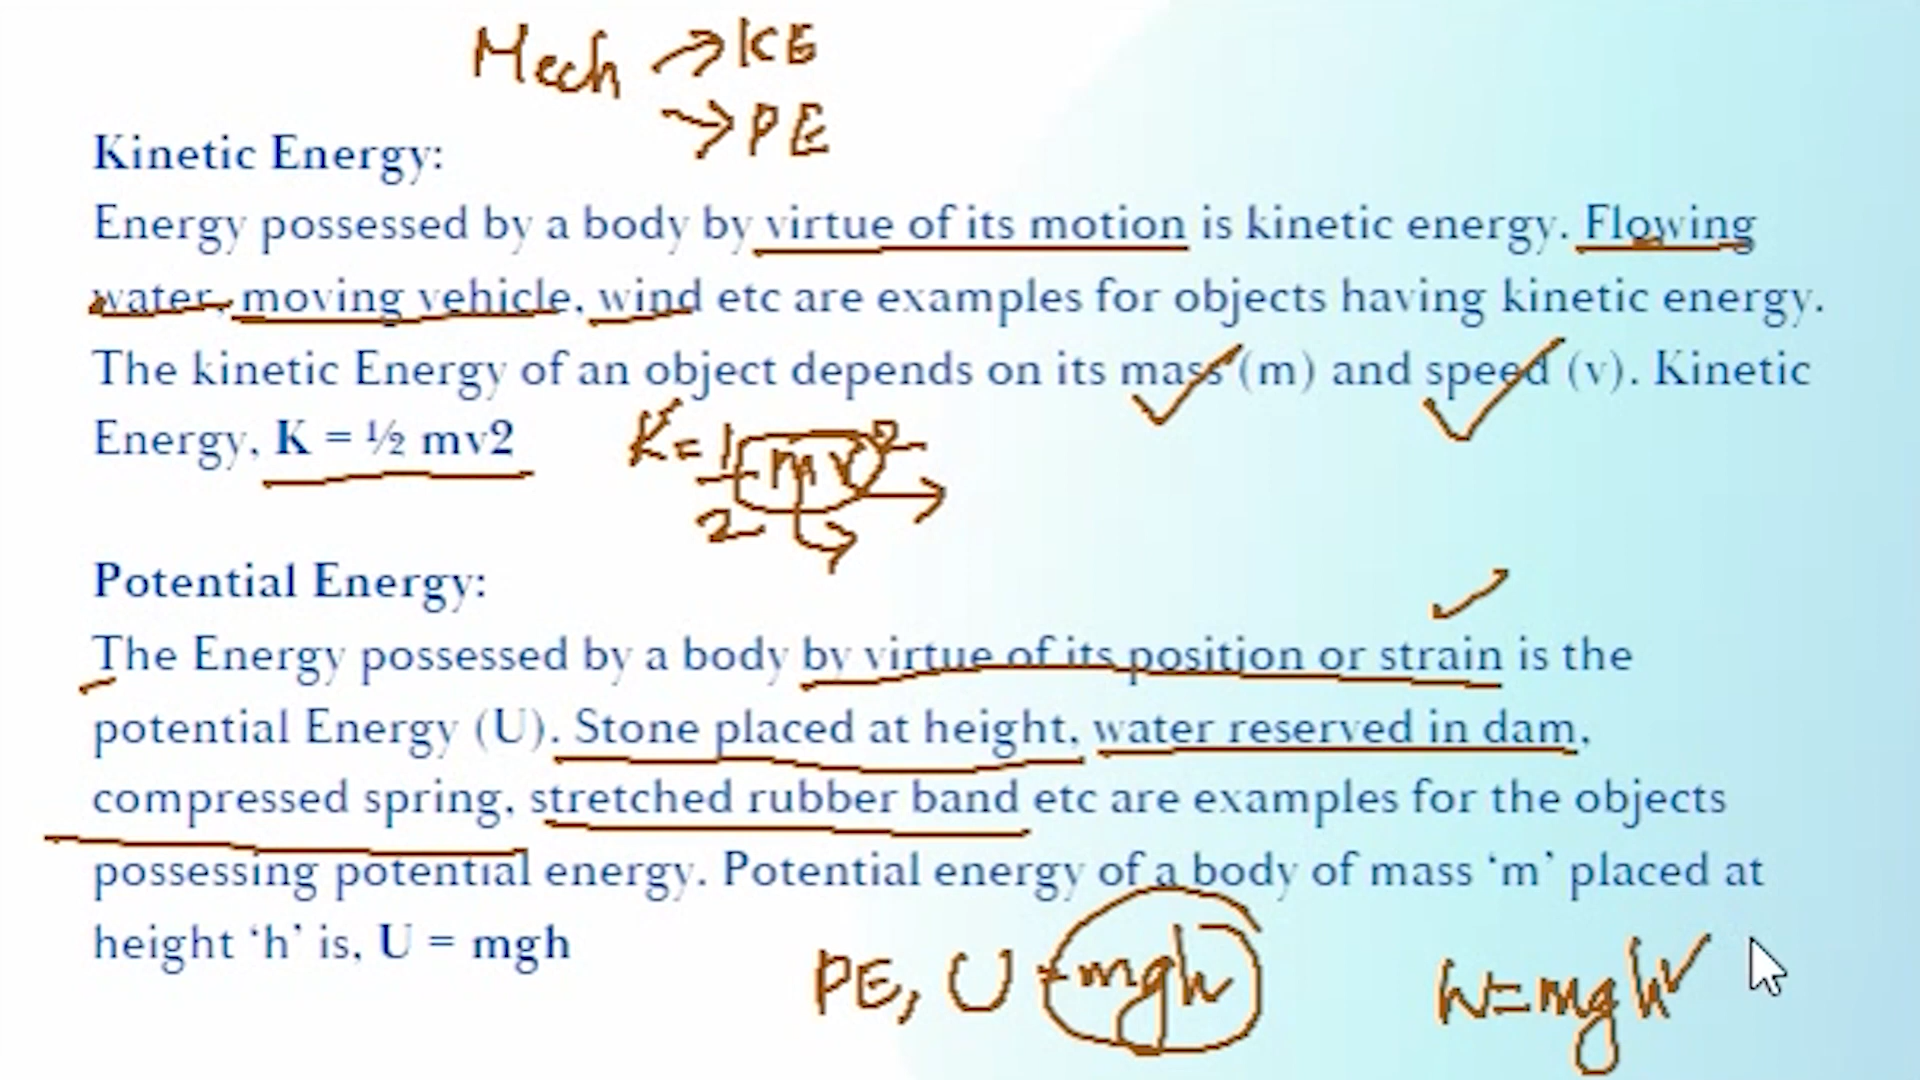 Mech → KE
→ PE
Kinetic Energy:
Energy possessed by a body by virtue of its motion is kinetic energy. Flowing
water, moving vehicle, wind etc are examples for objects having kinetic energy.
The kinetic Energy of an object depends on its mass (m) and speed (v). Kinetic
Energy, K = ½ mv2
K = 1/2 mv²
Potential Energy:
The Energy possessed by a body by virtue of its position or strain is the
potential Energy (U). Stone placed at height, water reserved in dam,
compressed spring, stretched rubber band etc are examples for the objects
possessing potential energy. Potential energy of a body of mass ‘m’ placed at
height ‘h’ is, U = mgh
PE, U = mgh
W = mgh